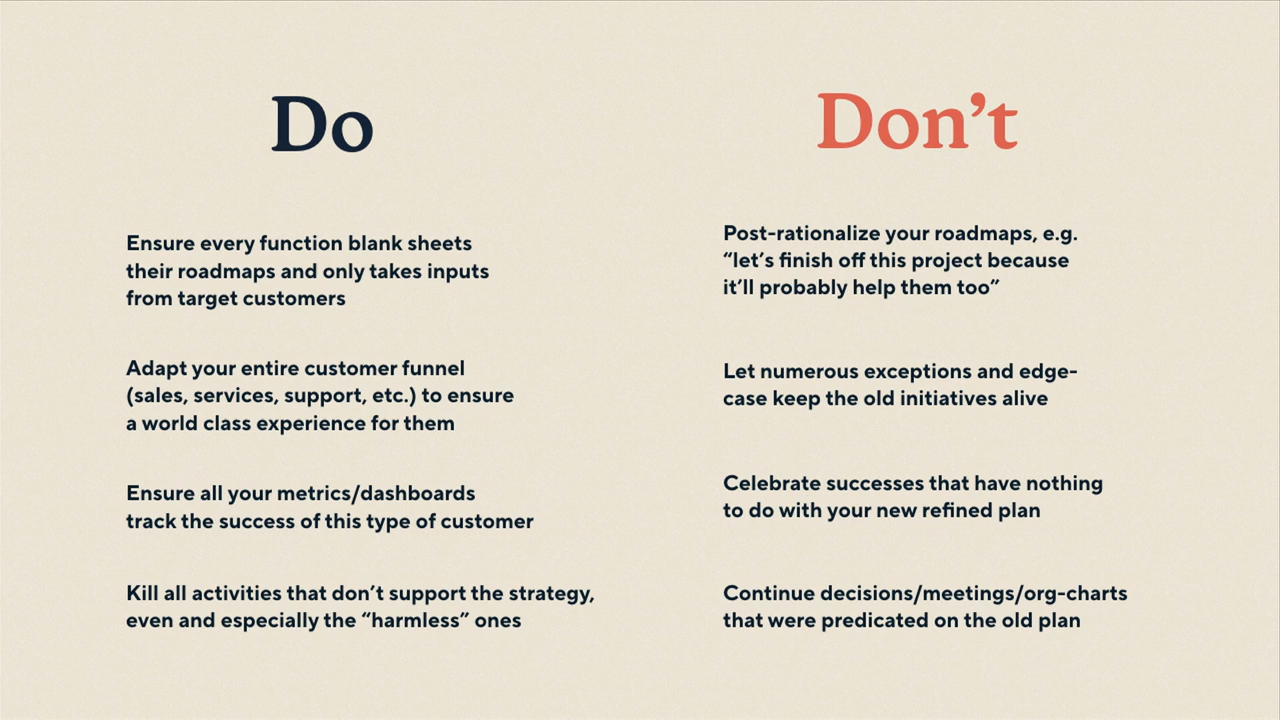 Do
Ensure every function blank sheets
their roadmaps and only takes inputs
from target customers
Adapt your entire customer funnel
(sales, services, support, etc.) to ensure
a world class experience for them
Ensure all your metrics/dashboards
track the success of this type of customer
Kill all activities that don’t support the strategy,
even and especially the “harmless” ones
Don’t
Post-rationalize your roadmaps, e.g.
“let’s finish off this project because
it’ll probably help them too”
Let numerous exceptions and edge-
case keep the old initiatives alive
Celebrate successes that have nothing
to do with your new refined plan
Continue decisions/meetings/org-charts
that were predicated on the old plan